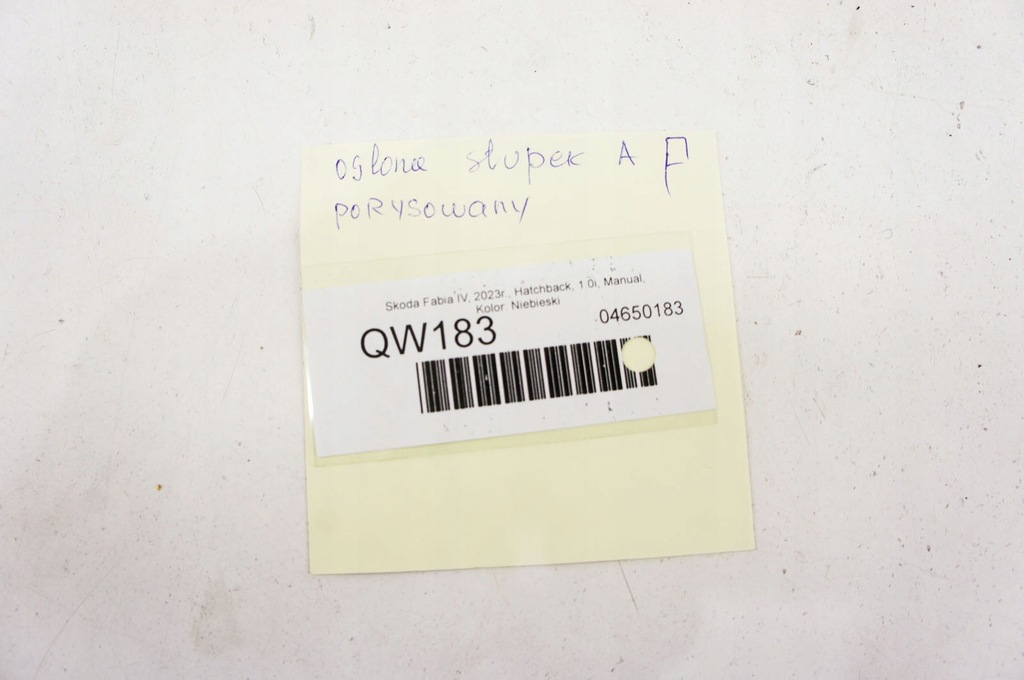 osłona słupek A P
porysowany
Skoda Fabia IV, 2023r., Hatchback, 1.0i, Manual,
Kolor: Niebieski
QW183
04650183